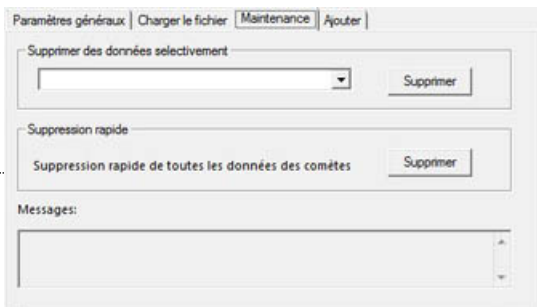 Paramètres généraux Charger le fichier Maintenance Ajouter
Supprimer des données selectivement
Supprimer
Suppression rapide
Suppression rapide de toutes les données des comètes
Supprimer
Messages: